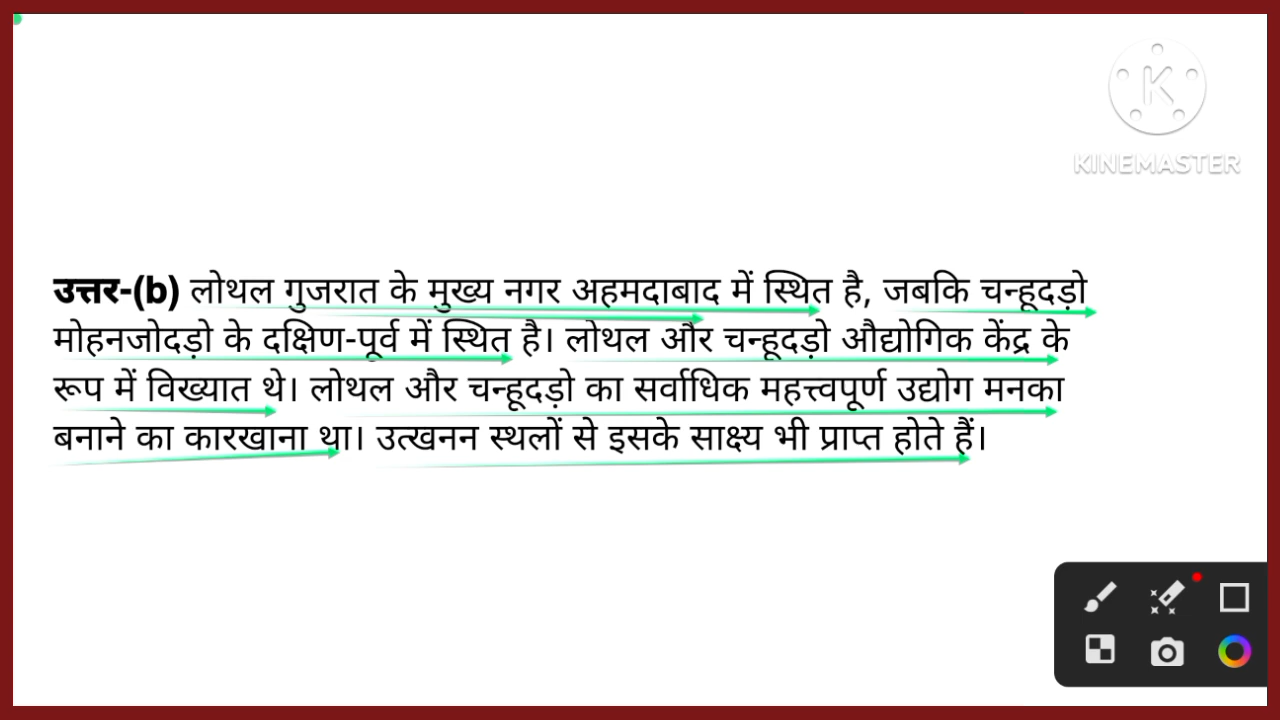 KINEMASTER
उत्तर-(b) लोथल गुजरात के मुख्य नगर अहमदाबाद में स्थित है, जबकि चन्हूदड़ो
मोहनजोदड़ो के दक्षिण-पूर्व में स्थित है। लोथल और चन्हूदड़ो औद्योगिक केंद्र के
रूप में विख्यात थे। लोथल और चन्हूदड़ो का सर्वाधिक महत्त्वपूर्ण उद्योग मनका
बनाने का कारखाना था। उत्खनन स्थलों से इसके साक्ष्य भी प्राप्त होते हैं।